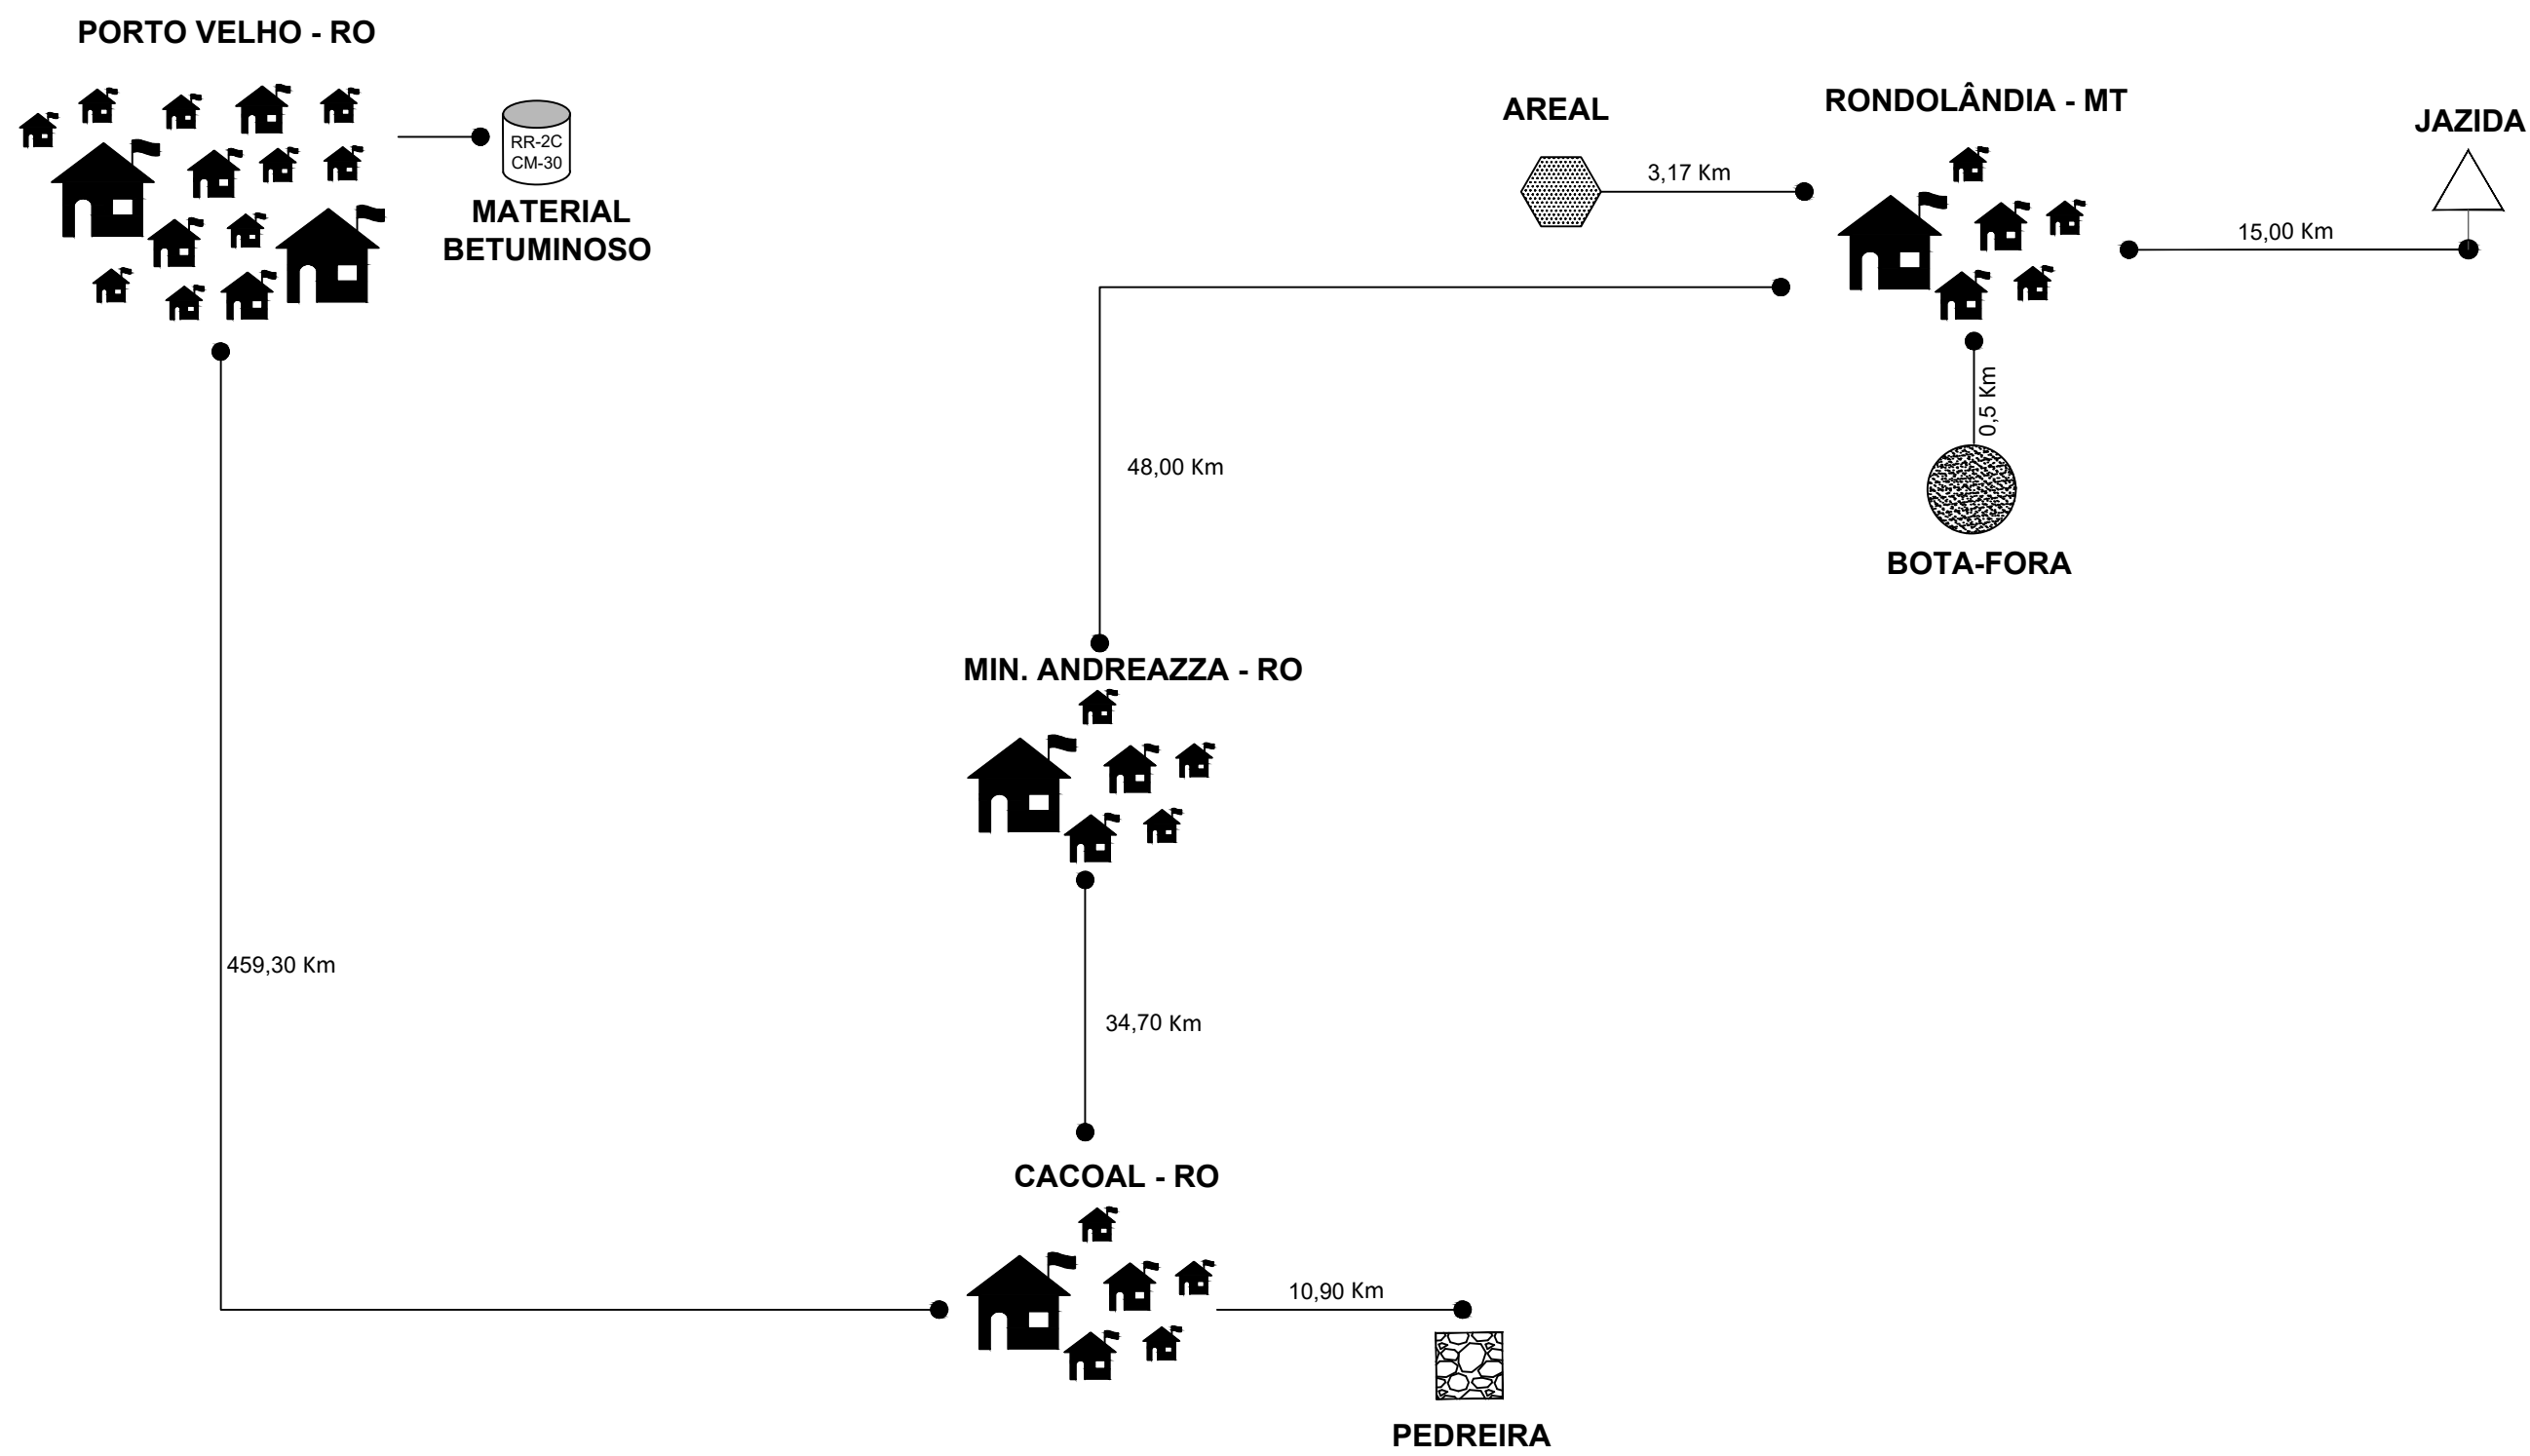 PORTO VELHO - RO
RR-2C
CM-30
MATERIAL
BETUMINOSO
AREAL
3,17 Km
RONDOLÂNDIA - MT
JAZIDA
15,00 Km
0,5 Km
BOTA-FORA
48,00 Km
MIN. ANDREAZZA - RO
459,30 Km
34,70 Km
CACOAL - RO
10,90 Km
PEDREIRA